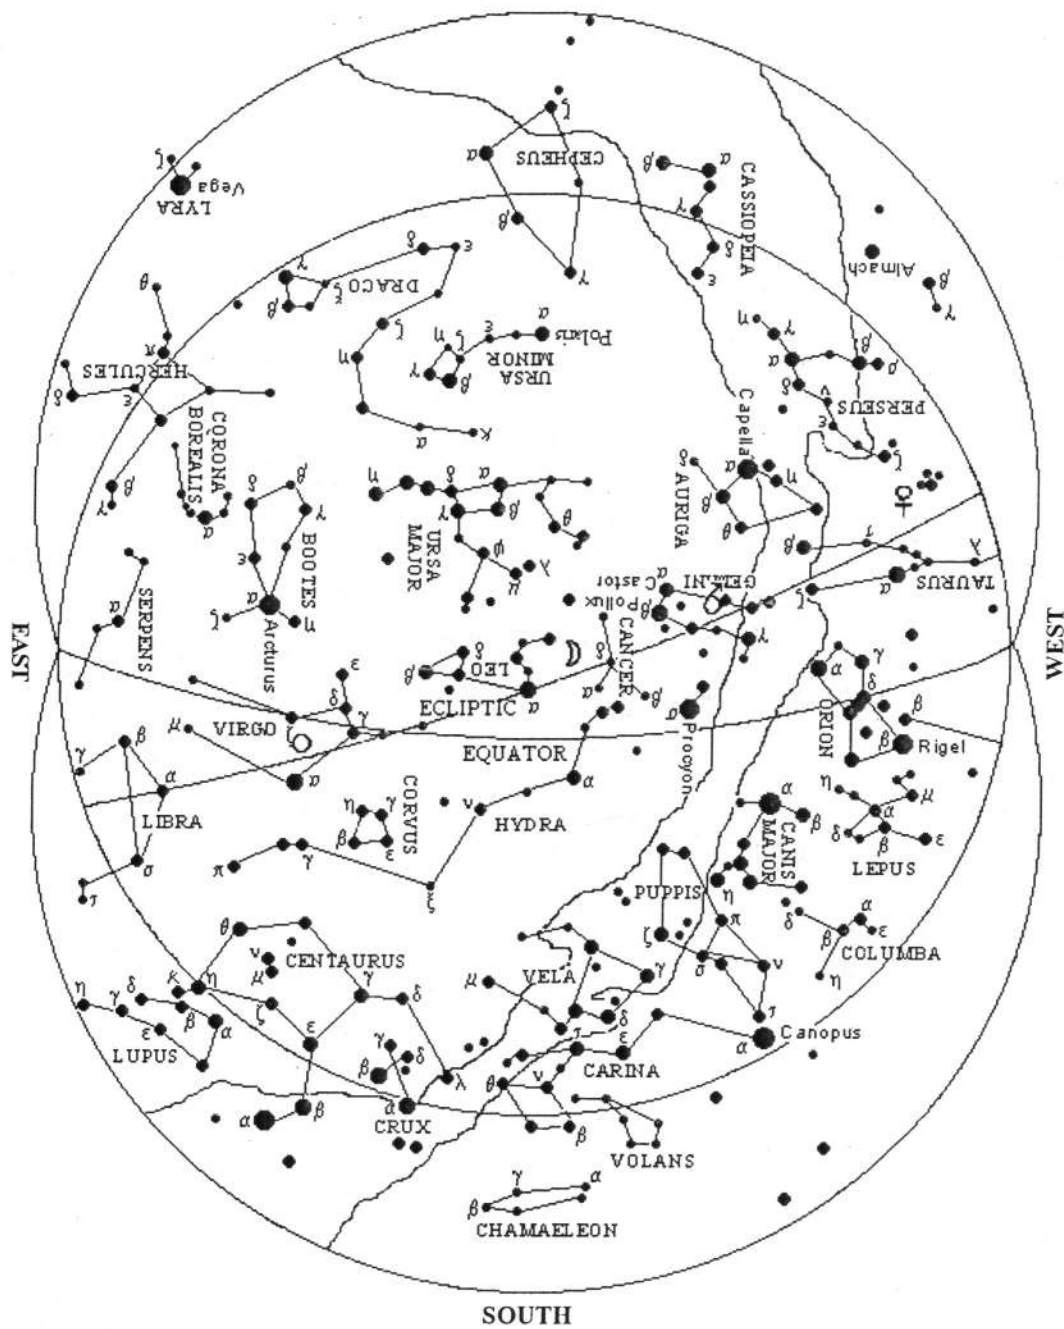 ζ
α
CEPHEUS
β
γ
β
α
γ
δ
ε
CASSIOPEIA
ζ
Vega
LYRA
Almach
β
γ
γ
δ
ε
β
ξ
DRACO
ζ
η
α
κ
α
Polaris
ε
ζ
η
γ
β
URSA
MINOR
θ
π
HERCULES
δ
ε
β
γ
η
γ
α
β
ρ
δ
ν
ε
ζ
PERSEUS
CORONA
BOREALIS
α
Capella
δ
η
β
θ
AURIGA
β
γ
ε
α
ζ
η
BOOTES
Arcturus
η
δ
α
γ
β
θ
φ
λ
μ
URSA
MAJOR
♀
β
τ
λ
α
ζ
TAURUS
SERPENS
α
α
Castor
β
Pollux
GEMINI
♂
γ
EAST
WEST
δ
β
LEO
α
☽
CANCER
δ
α
β
ECLIPTIC
ε
δ
γ
μ
VIRGO
ζ
α
α
Procyon
α
γ
δ
β
β
Rigel
ORION
EQUATOR
γ
β
α
LIBRA
σ
τ
α
ν
HYDRA
γ
π
ξ
η
γ
β
ε
CORVUS
α
β
CANIS
MAJOR
η
η
μ
α
δ
β
ε
LEPUS
PUPPIS
π
ζ
σ
ν
τ
δ
α
β
ε
COLUMBA
η
θ
ν
μ
CENTAURUS
κ
η
ζ
γ
δ
ε
λ
α
β
μ
VELA
γ
δ
η
γ
δ
β
ε
α
LUPUS
τ
ε
CARINA
α
Canopus
θ
ν
β
γ
δ
β
α
CRUX
VOLANS
γ
α
β
CHAMAELEON
SOUTH